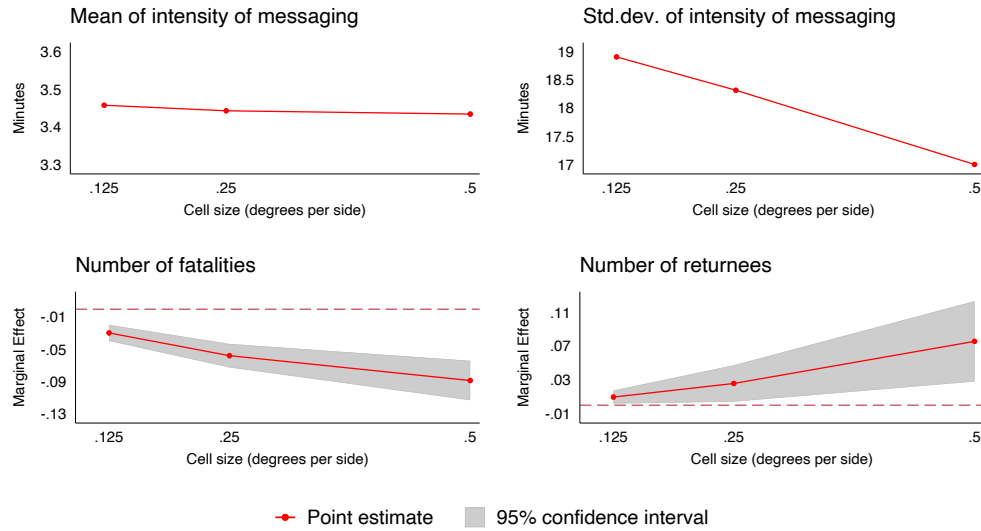 Mean of intensity of messaging
3.6
3.5
3.4
3.3
Minutes
.125 .25 .5
Cell size (degrees per side)
Std.dev. of intensity of messaging
19
18.5
18
17.5
17
Minutes
.125 .25 .5
Cell size (degrees per side)
Number of fatalities
-.01
-.05
-.09
-.13
Marginal Effect
.125 .25 .5
Cell size (degrees per side)
Number of returnees
.11
.07
.03
-.01
Marginal Effect
.125 .25 .5
Cell size (degrees per side)
Point estimate 95% confidence interval